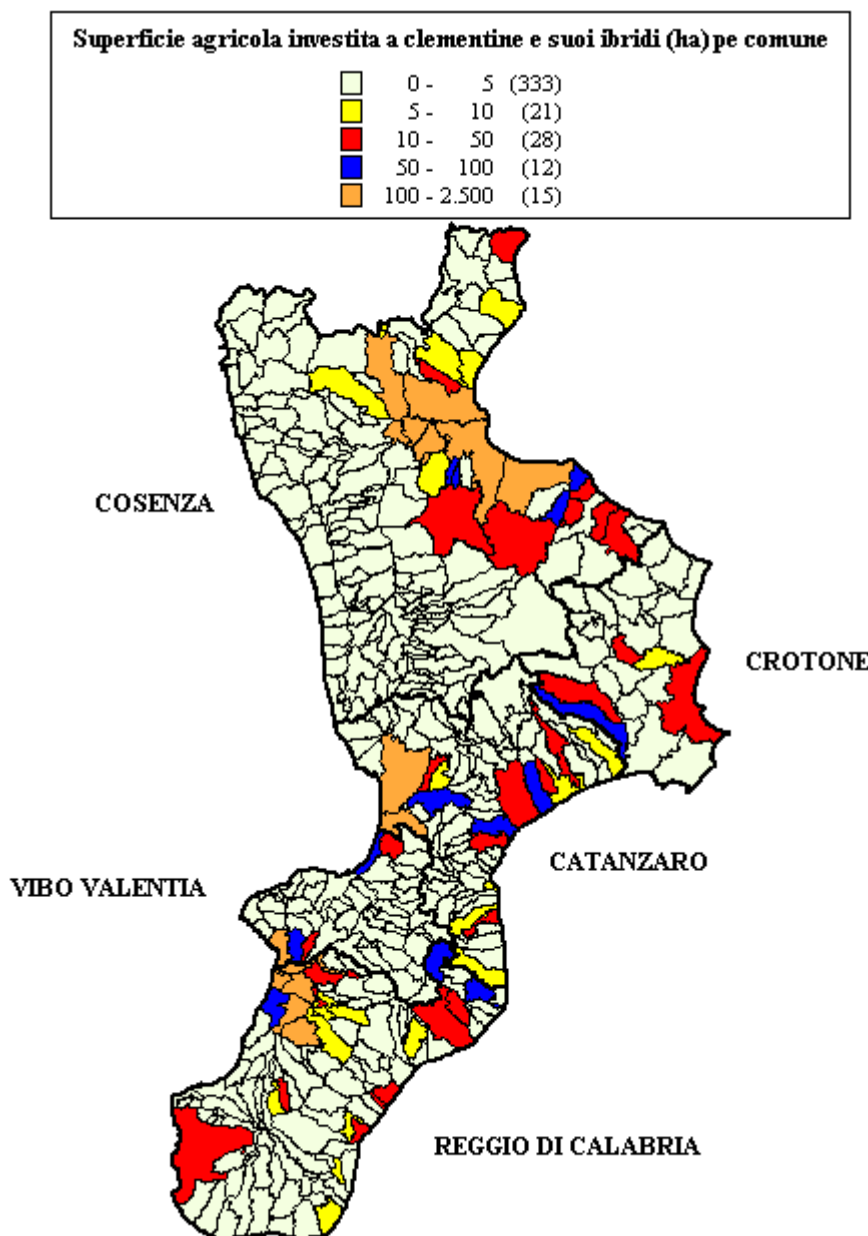 Superficie agricola investita a clementine e suoi ibridi (ha) pe comune
0 - 5 (333)
5 - 10 (21)
10 - 50 (28)
50 - 100 (12)
100 - 2.500 (15)
COSENZA
CROTONE
CATANZARO
VIBO VALENTIA
REGGIO DI CALABRIA